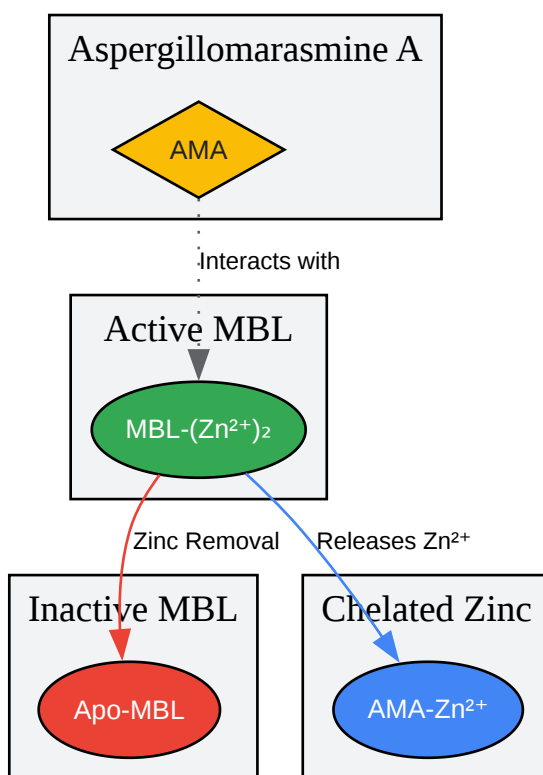 Aspergillomarasmine A
AMA
Interacts with
Active MBL
MBL-(Zn²⁺)₂
Zinc Removal
Releases Zn²⁺
Inactive MBL
Chelated Zinc
Apo-MBL
AMA-Zn²⁺